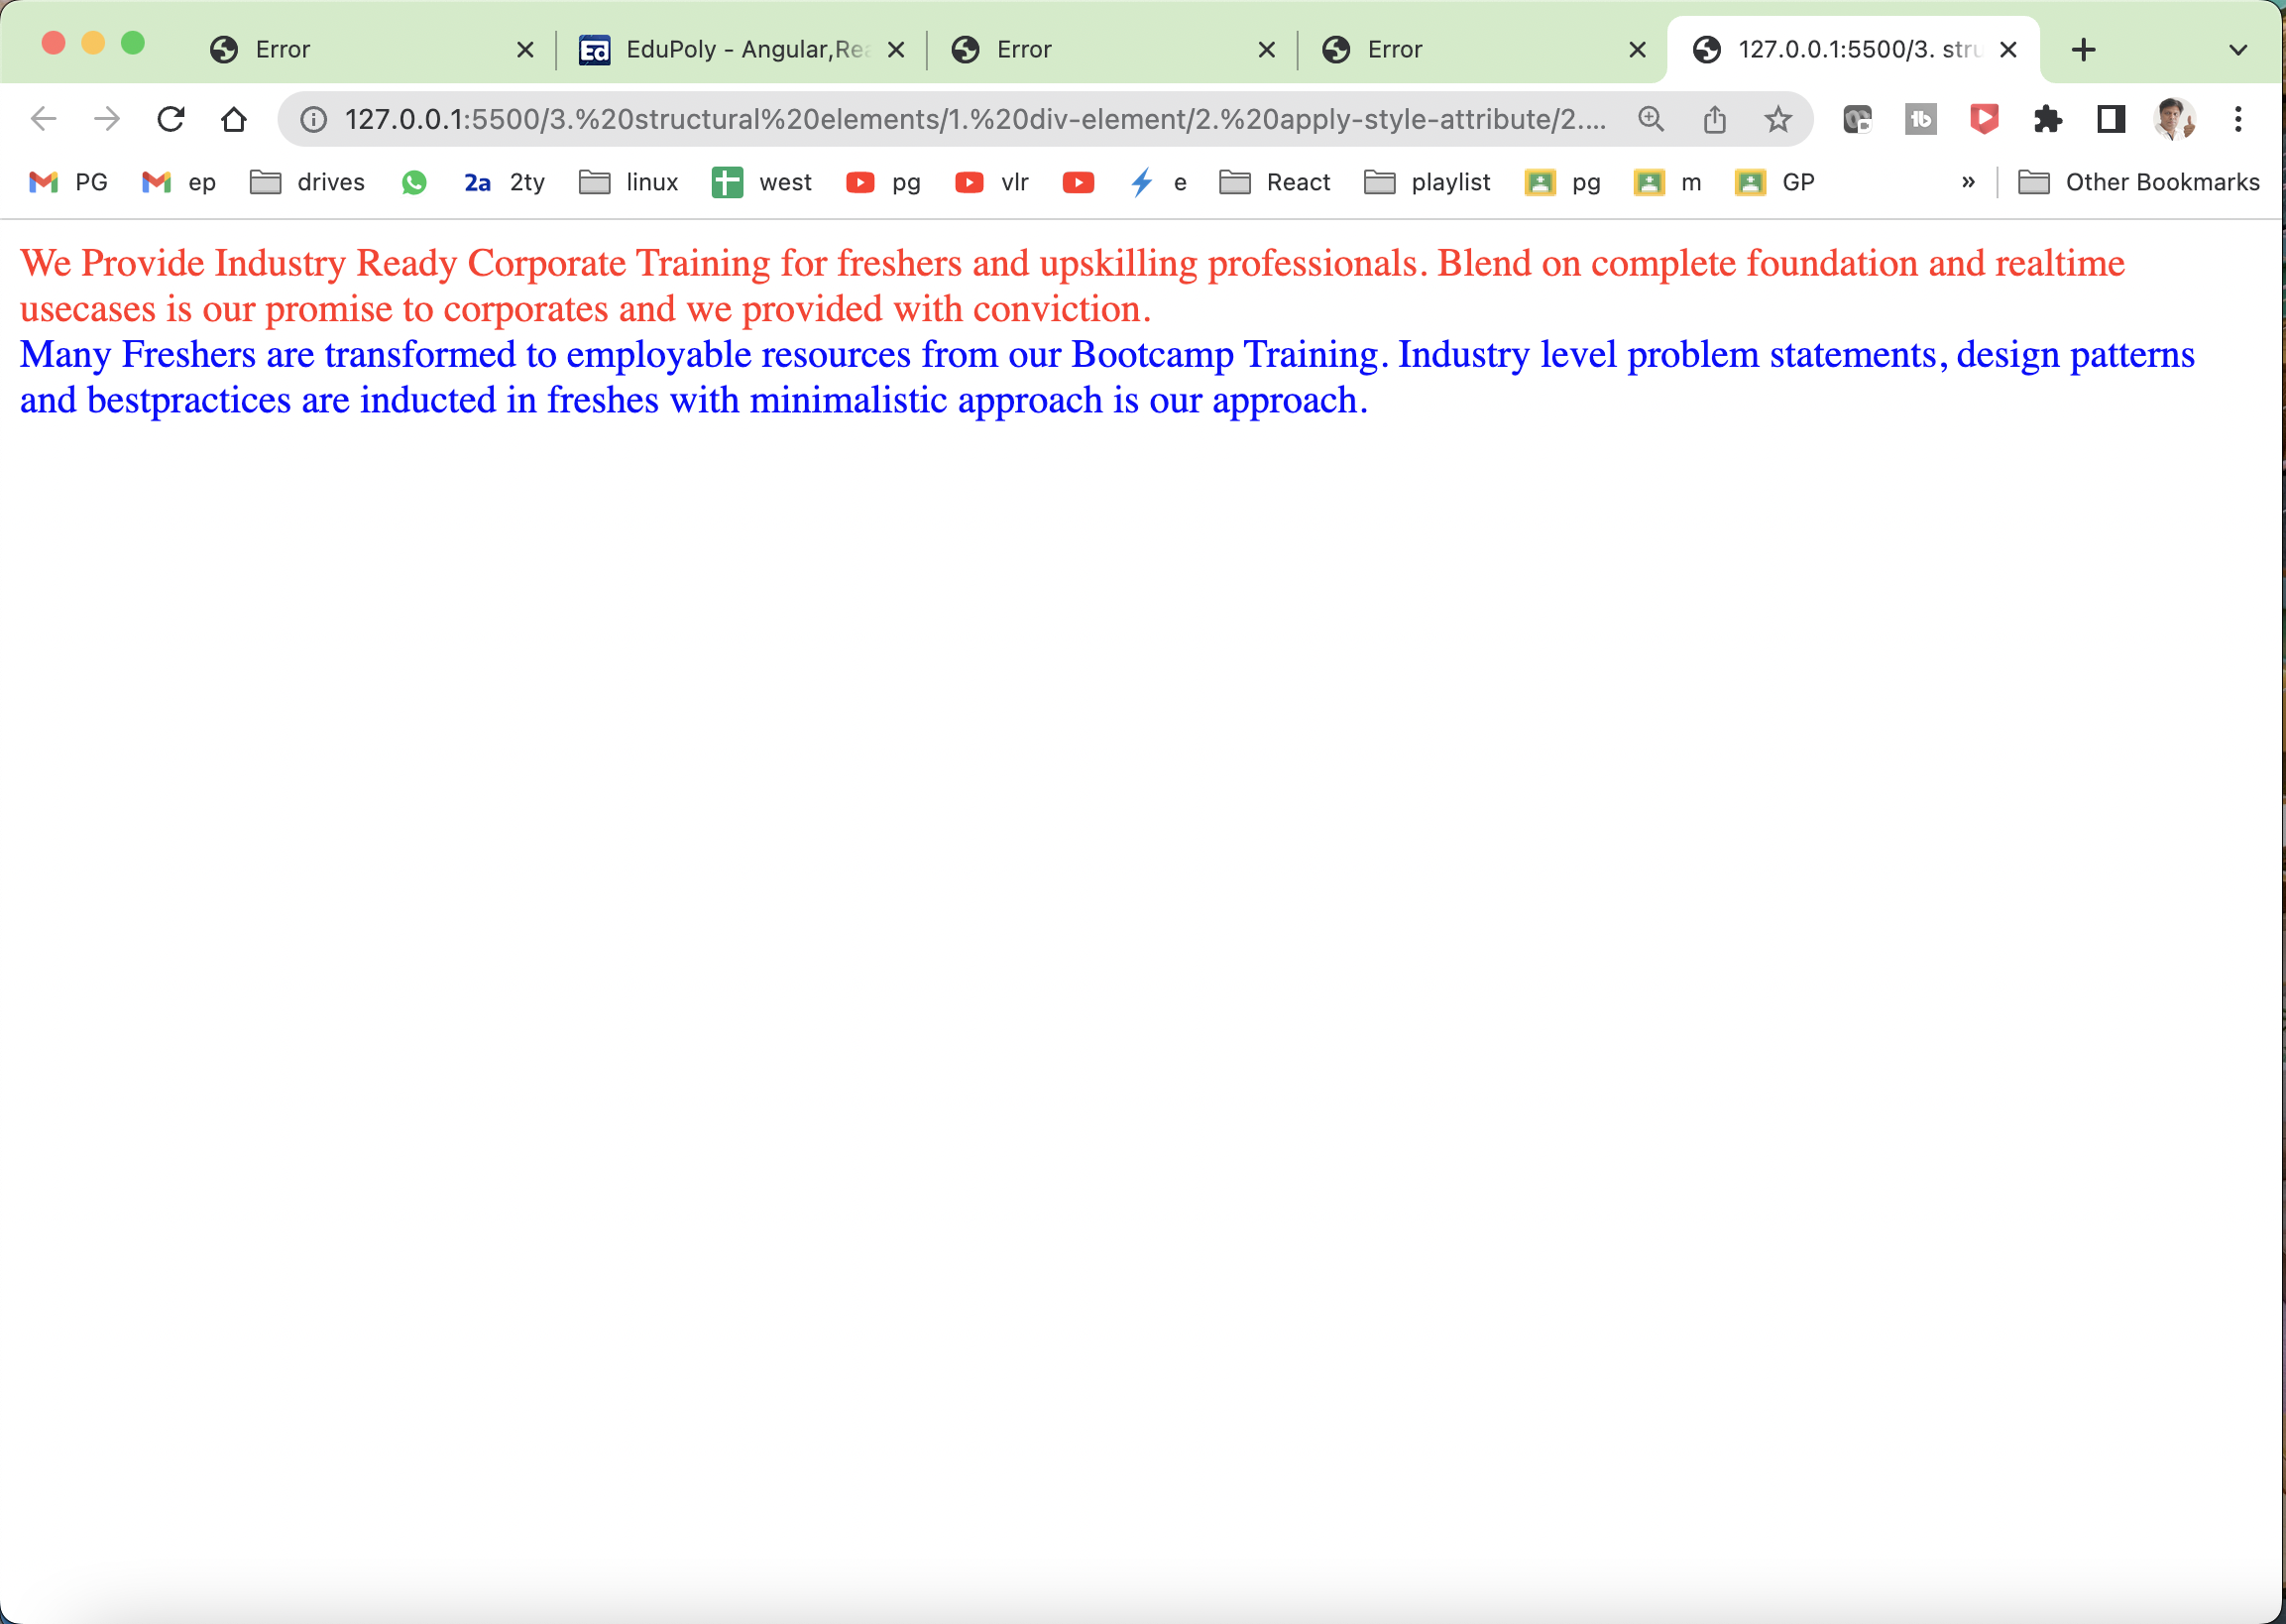 Error
EduPoly - Angular,Rea
Error
Error
127.0.0.1:5500/3. stru
127.0.0.1:5500/3.%20structural%20elements/1.%20div-element/2.%20apply-style-attribute/2....
PG ep drives 2a 2ty linux west pg vlr e React playlist pg m GP » Other Bookmarks
We Provide Industry Ready Corporate Training for freshers and upskilling professionals. Blend on complete foundation and realtime
usecases is our promise to corporates and we provided with conviction.
Many Freshers are transformed to employable resources from our Bootcamp Training. Industry level problem statements, design patterns
and bestpractices are inducted in freshes with minimalistic approach is our approach.